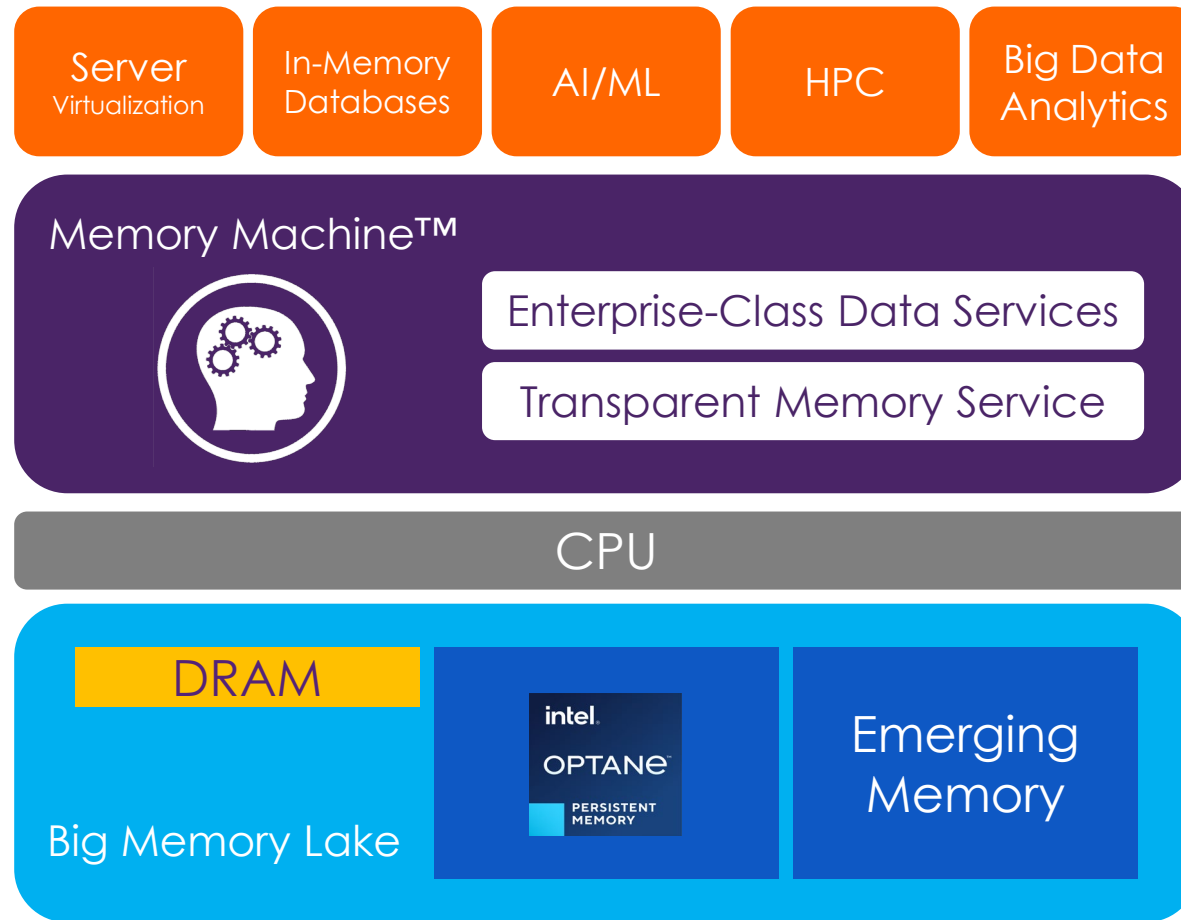 Server
Virtualization
In-Memory
Databases
AI/ML
HPC
Big Data
Analytics
Memory Machine™
Enterprise-Class Data Services
Transparent Memory Service
CPU
DRAM
Big Memory Lake
intel.
OPTANe™
PERSISTENT
MEMORY
Emerging
Memory